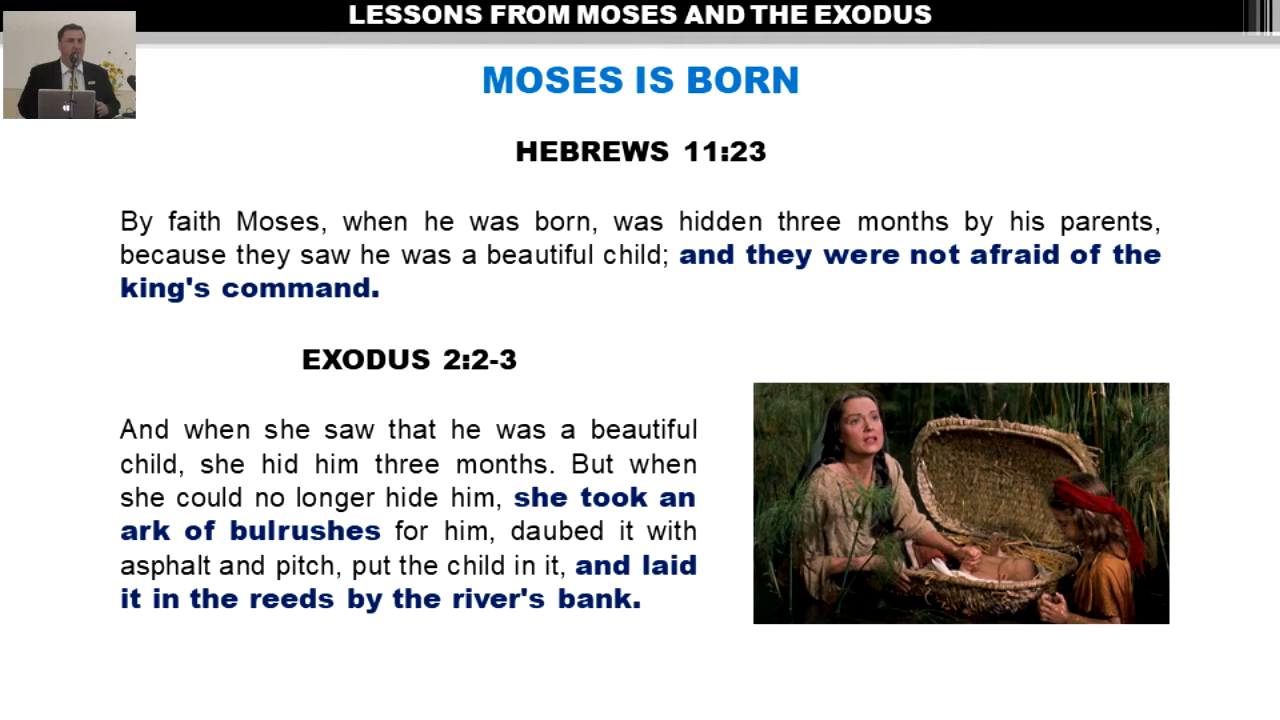 LESSONS FROM MOSES AND THE EXODUS
MOSES IS BORN
HEBREWS 11:23
By faith Moses, when he was born, was hidden three months by his parents,
because they saw he was a beautiful child; and they were not afraid of the
king's command.
EXODUS 2:2-3
And when she saw that he was a beautiful
child, she hid him three months. But when
she could no longer hide him, she took an
ark of bulrushes for him, daubed it with
asphalt and pitch, put the child in it, and laid
it in the reeds by the river's bank.